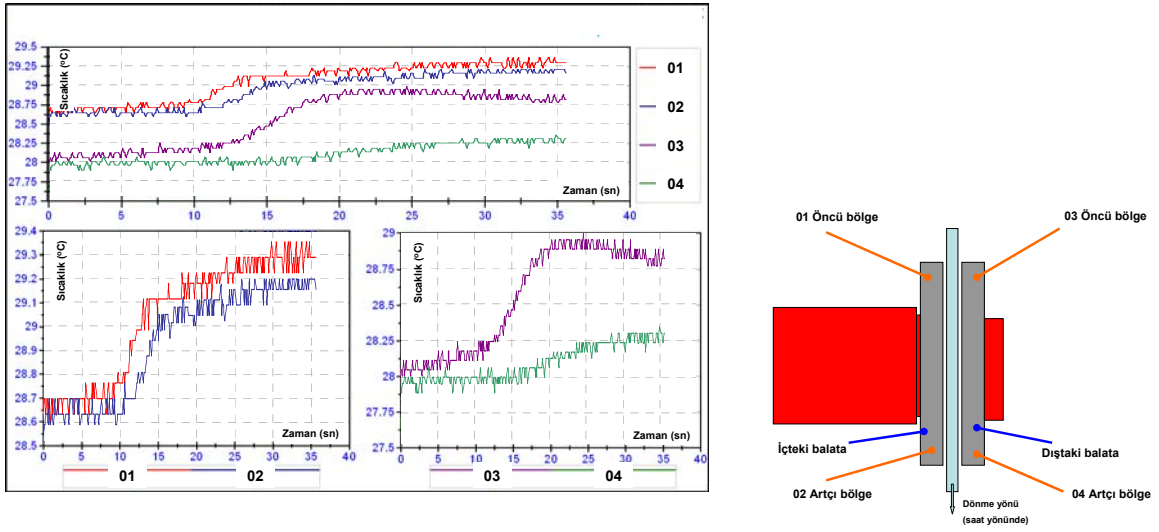 29.5
29.25
29
28.75
28.5
28.25
28
27.75
27.5
Sıcaklık (ºC)
Zaman (sn)
0 5 10 15 20 25 30 35 40
01
02
03
04
29.4
29.3
29.2
29.1
29
28.9
28.8
28.7
28.6
28.5
Sıcaklık (ºC)
Zaman (sn)
0 5 10 15 20 25 30 35 40
01 02
29
28.75
28.5
28.25
28
27.75
27.5
Sıcaklık (ºC)
Zaman (sn)
0 5 10 15 20 25 30 35 40
03 04
01 Öncü bölge
03 Öncü bölge
İçteki balata
Dıştaki balata
02 Artçı bölge
04 Artçı bölge
Dönme yönü
(saat yönünde)